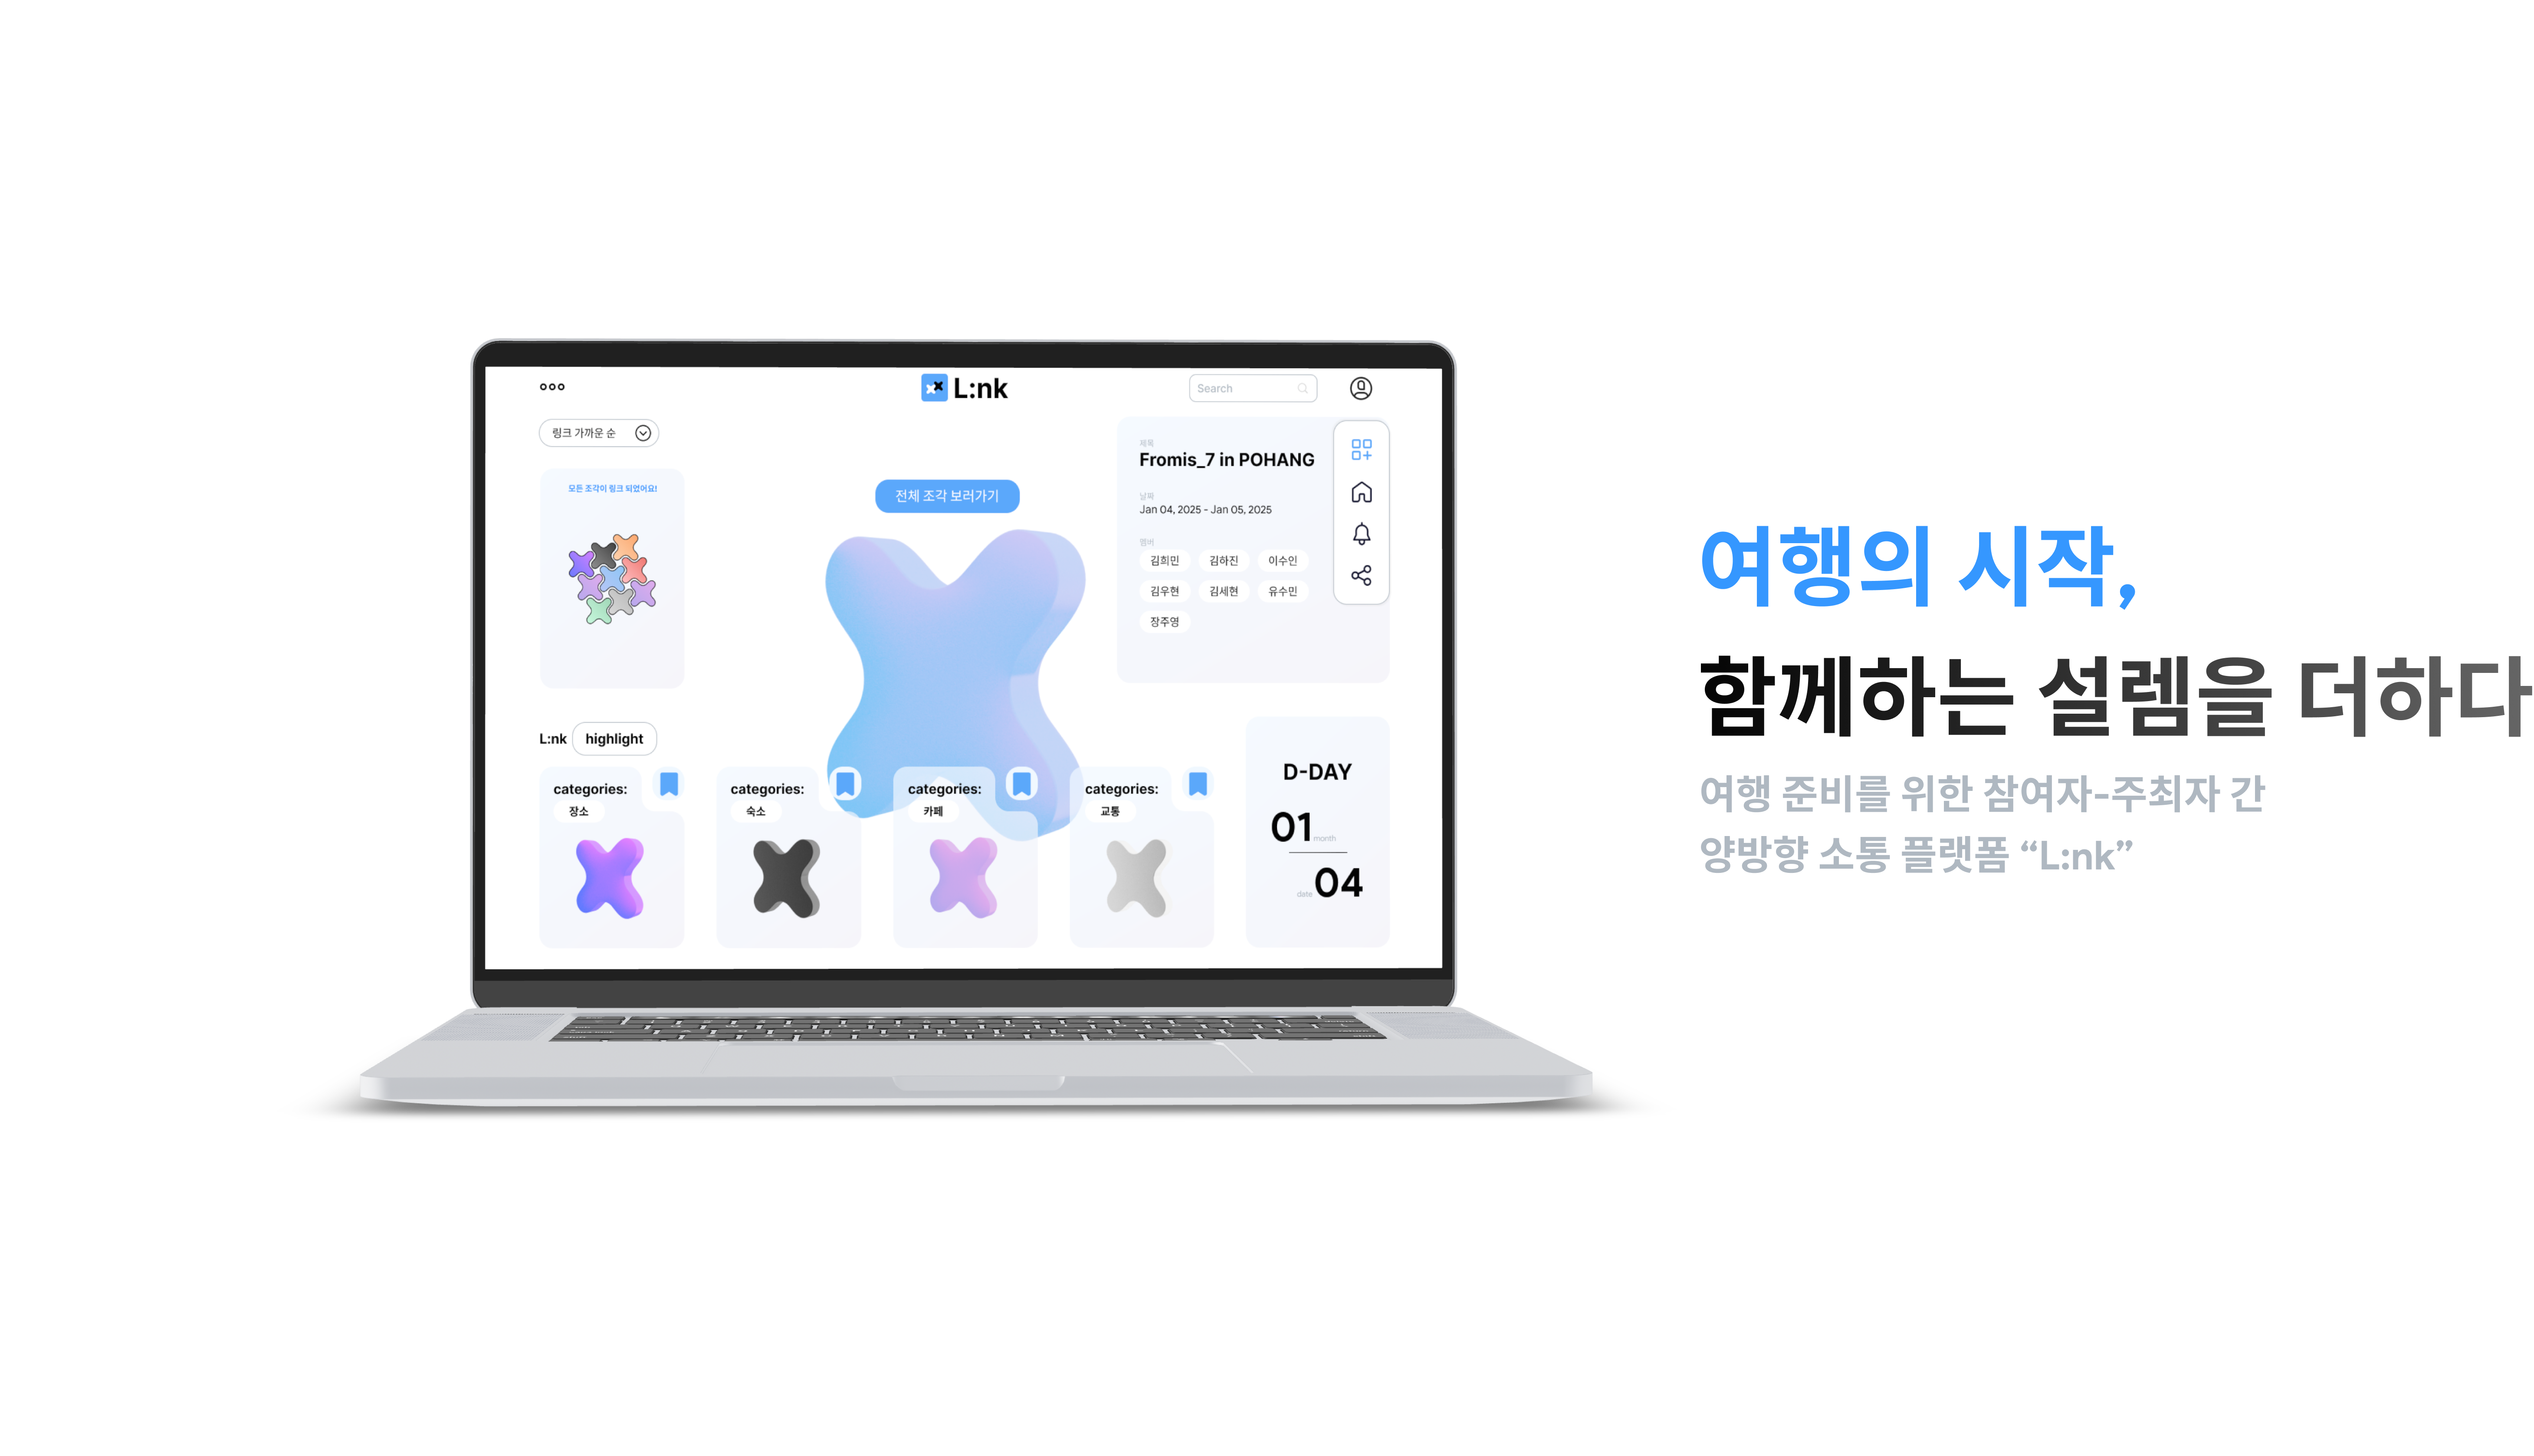 L:nk
Search
링크 가까운 순
모든 조각이 링크 되었어요!
전체 조각 보러가기
제목
Fromis_7 in POHANG
날짜
Jan 04, 2025 - Jan 05, 2025
멤버
김희민 김하진 이수인
김우현 김세현 유수민
장주영
L:nk highlight
categories:
장소
categories:
숙소
categories:
카페
categories:
교통
D-DAY
01 month
date 04
여행의 시작,
함께하는 설렘을 더하다
여행 준비를 위한 참여자-주최자 간
양방향 소통 플랫폼 “L:nk”